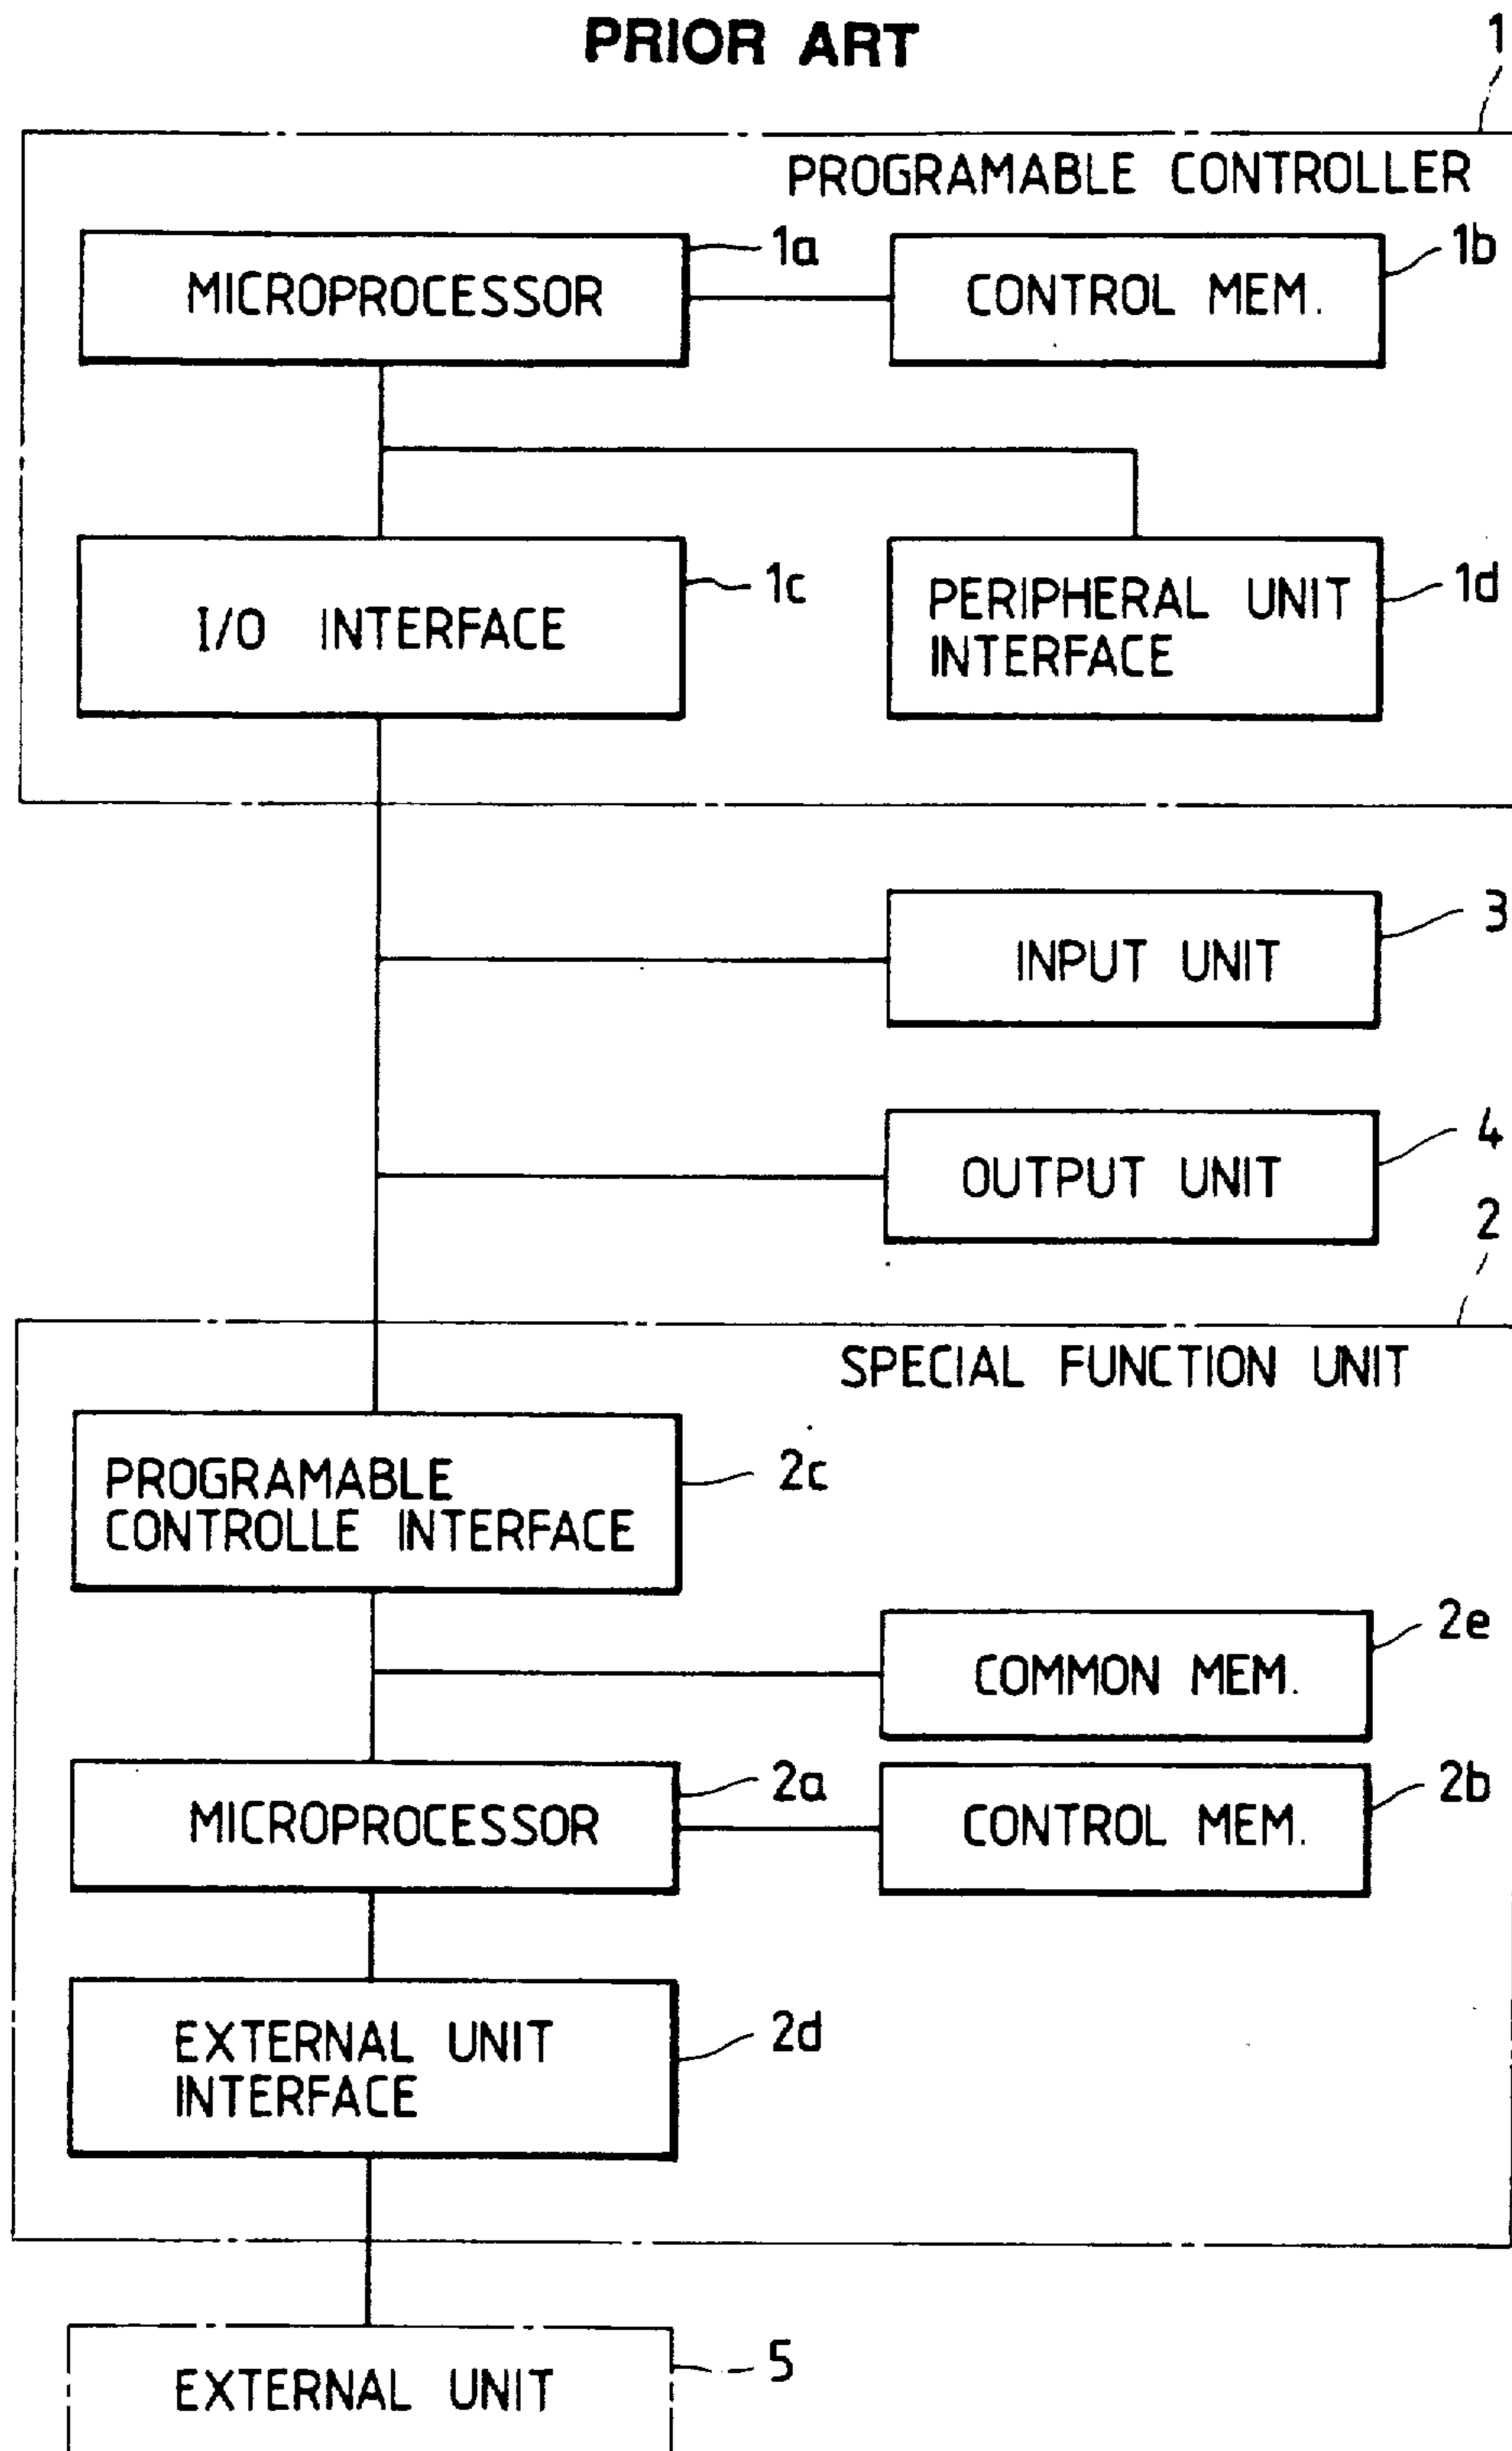 PRIOR ART
1
PROGRAMABLE CONTROLLER
1a
1b
MICROPROCESSOR
CONTROL MEM.
1c
1d
I/O INTERFACE
PERIPHERAL UNIT
INTERFACE
3
INPUT UNIT
4
OUTPUT UNIT
2
SPECIAL FUNCTION UNIT
2c
PROGRAMABLE
CONTROLLE INTERFACE
2e
COMMON MEM.
2a
2b
MICROPROCESSOR
CONTROL MEM.
2d
EXTERNAL UNIT
INTERFACE
5
EXTERNAL UNIT